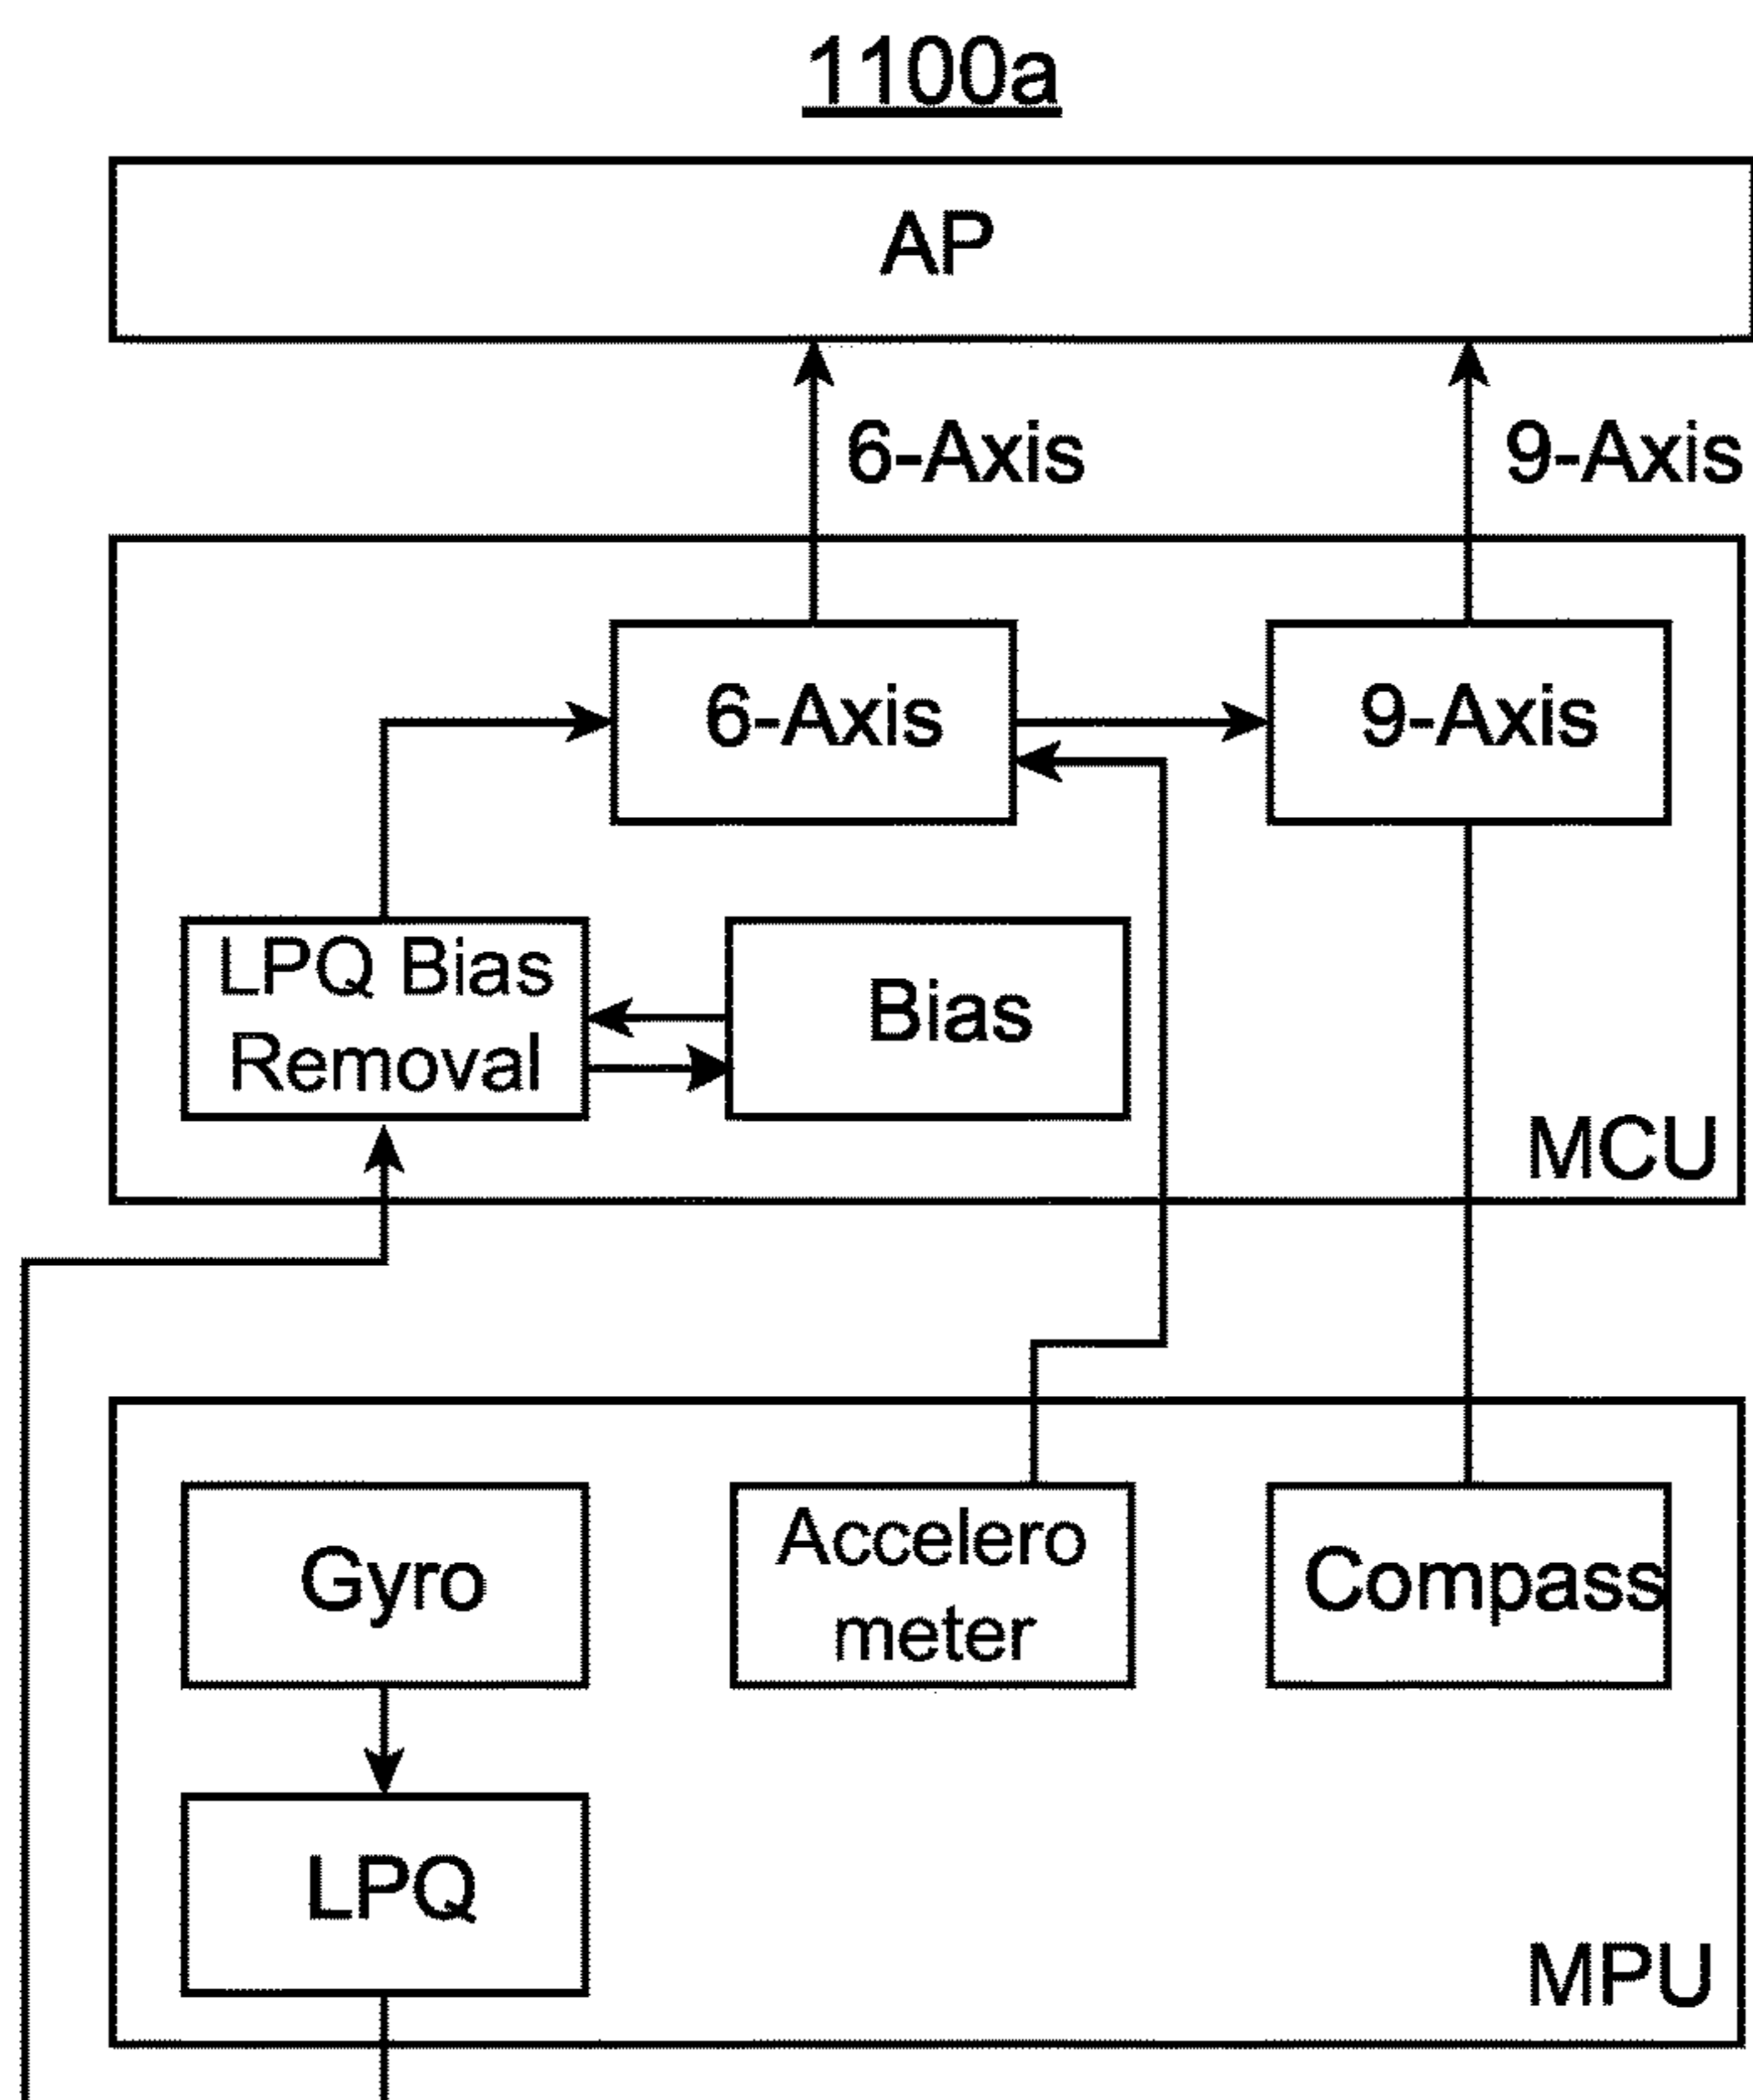 1100a
AP
6-Axis
9-Axis
6-Axis
9-Axis
LPQ Bias
Removal
Bias
MCU
Gyro
Accelero
meter
Compass
LPQ
MPU